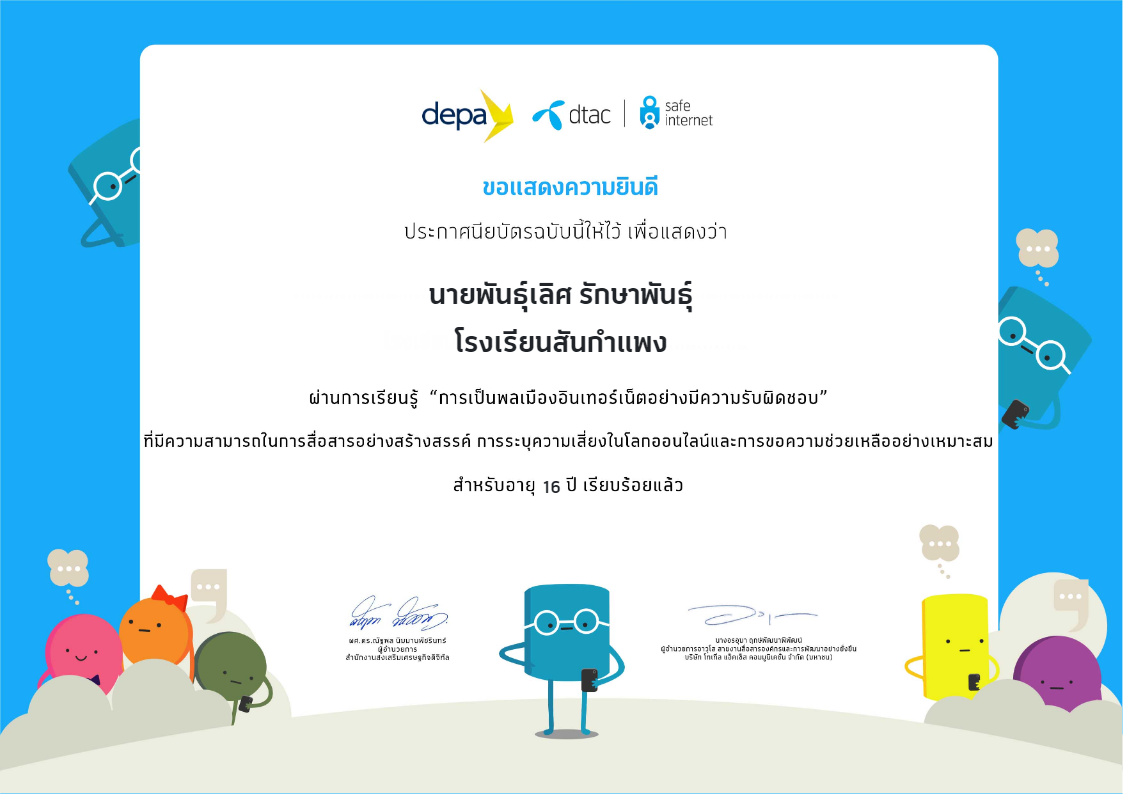 depa dtac safe internet
ขอแสดงความยินดี
ประกาศนียบัตรฉบับนี้ให้ไว้ เพื่อแสดงว่า
นายพันธุ์เลิศ รักษาพันธุ์
โรงเรียนสันกำแพง
ผ่านการเรียนรู้ “การเป็นพลเมืองอินเทอร์เน็ตอย่างมีความรับผิดชอบ”
ที่มีความสามารถในการสื่อสารอย่างสร้างสรรค์ การระบุความเสี่ยงในโลกออนไลน์และการขอความช่วยเหลืออย่างเหมาะสม
สำหรับอายุ 16 ปี เรียบร้อยแล้ว
ผศ.ดร.ณัฐพล นิมมานพัชรินทร์
ผู้อำนวยการ
สำนักงานส่งเสริมเศรษฐกิจดิจิทัล
นางอรอุมา ฤกษ์พัฒนาพิพัฒน์
ผู้อำนวยการอาวุโส สายงานสื่อสารองค์กรและการพัฒนาอย่างยั่งยืน
บริษัท โทเทิ่ล แอ็คเซ็ส คอมมูนิเคชั่น จำกัด (มหาชน)